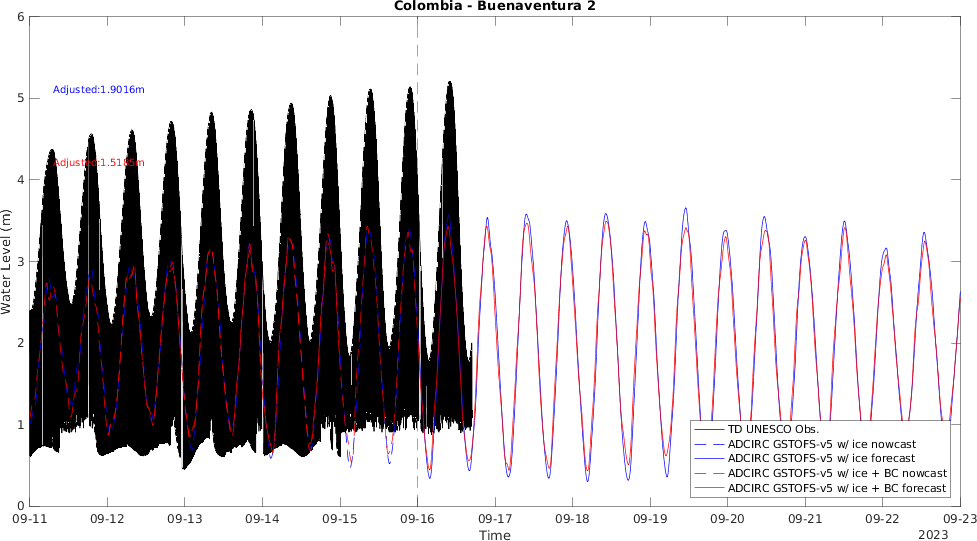 Colombia - Buenaventura 2
6
5
4
3
2
1
0
Water Level (m)
Adjusted:1.9016m
Adjusted:1.5185m
TD UNESCO Obs.
ADCIRC GSTOFS-v5 w/ ice nowcast
ADCIRC GSTOFS-v5 w/ ice forecast
ADCIRC GSTOFS-v5 w/ ice + BC nowcast
ADCIRC GSTOFS-v5 w/ ice + BC forecast
09-11 09-12 09-13 09-14 09-15 09-16 09-17 09-18 09-19 09-20 09-21 09-22 09-23
Time
2023